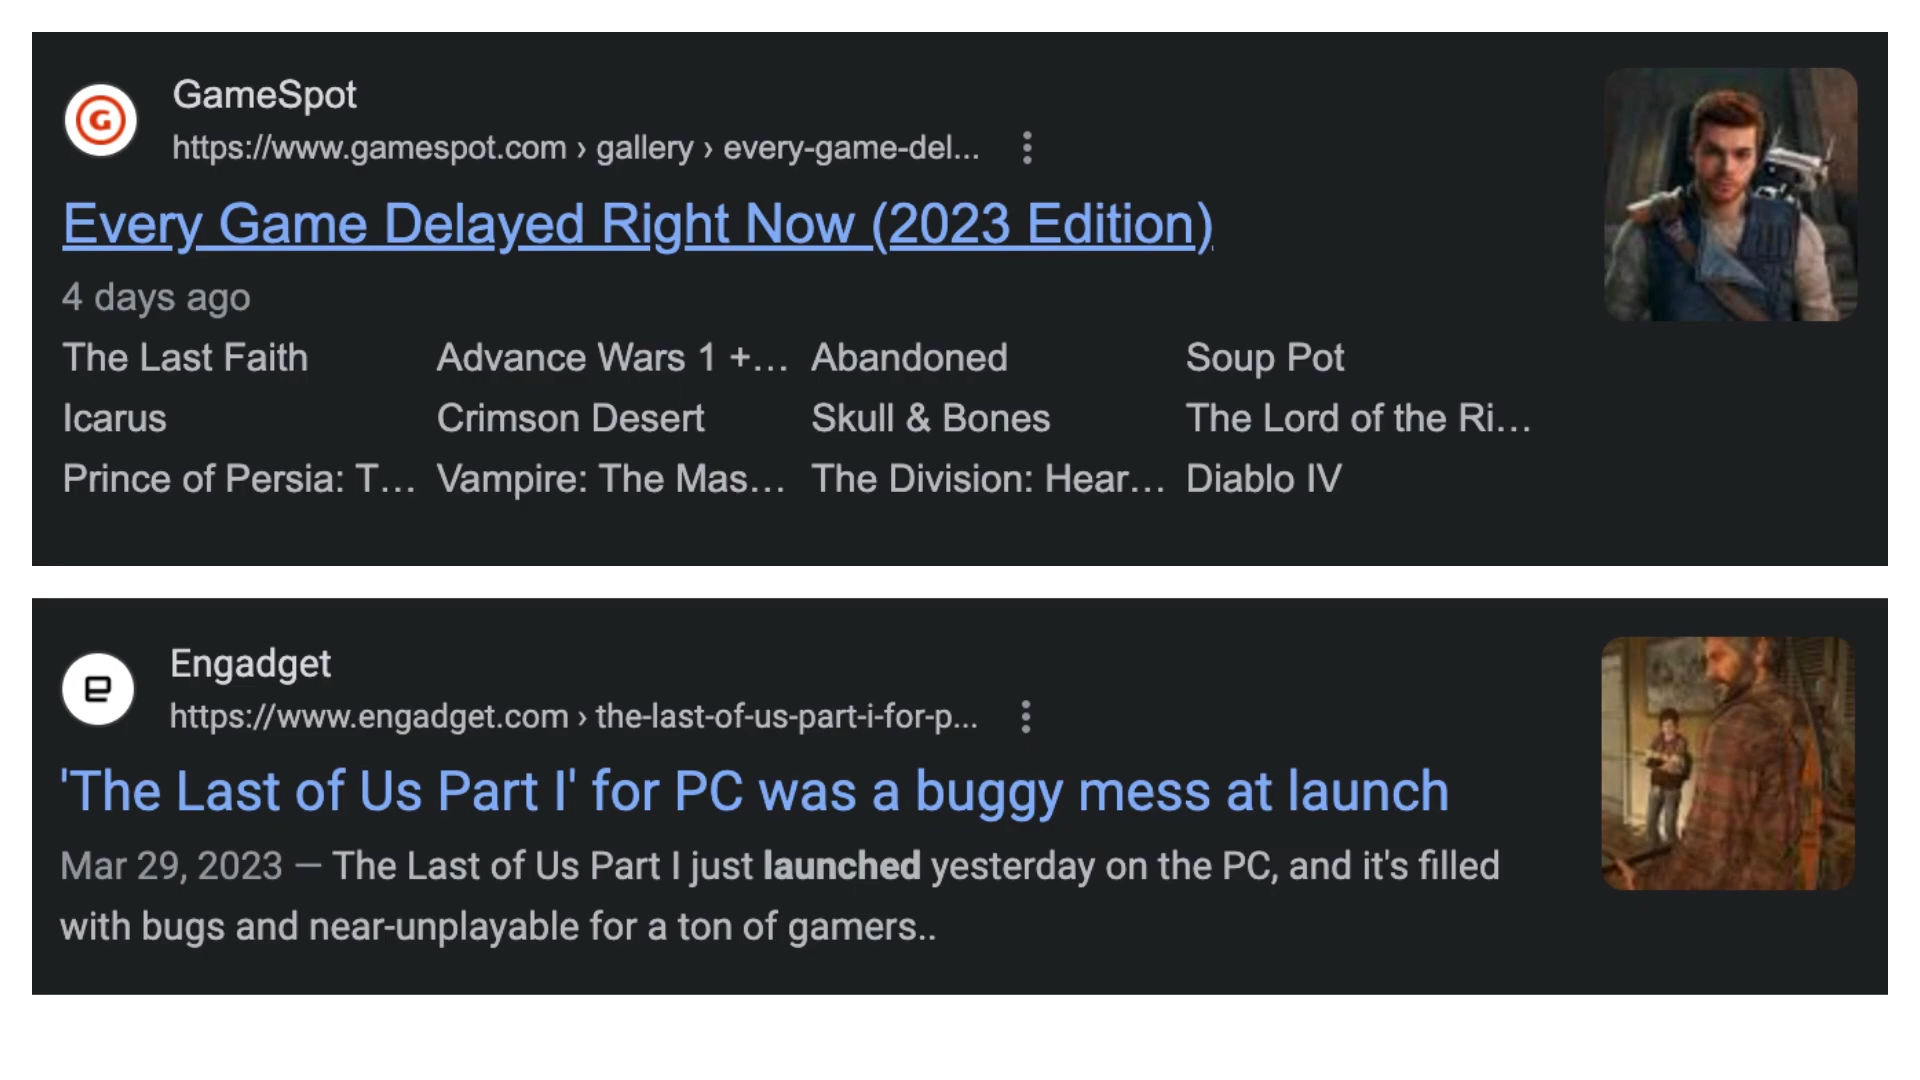 GameSpot
https://www.gamespot.com › gallery › every-game-del...
Every Game Delayed Right Now (2023 Edition)
4 days ago
The Last Faith Advance Wars 1 +... Abandoned Soup Pot
Icarus Crimson Desert Skull & Bones The Lord of the Ri...
Prince of Persia: T... Vampire: The Mas... The Division: Hear... Diablo IV
Engadget
https://www.engadget.com › the-last-of-us-part-i-for-p...
'The Last of Us Part I' for PC was a buggy mess at launch
Mar 29, 2023 — The Last of Us Part I just launched yesterday on the PC, and it's filled
with bugs and near-unplayable for a ton of gamers..